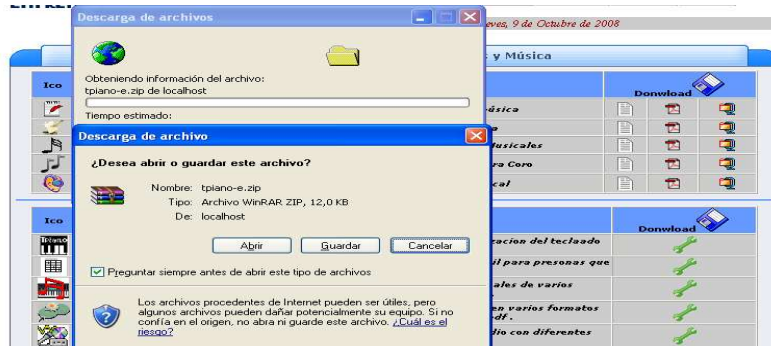 Descarga de archivos
eves, 9 de Octubre de 2008
y Música
Obteniendo información del archivo:
tpiano-e.zip de localhost
Tiempo estimado:
Ico
Donwload
úsica
Musicales
ra Coro
cal
Descarga de archivo
¿Desea abrir o guardar este archivo?
Nombre: tpiano-e.zip
Tipo: Archivo WinRAR ZIP, 12,0 KB
De: localhost
Abrir
Guardar
Cancelar
Preguntar siempre antes de abrir este tipo de archivos
Los archivos procedentes de Internet pueden ser útiles, pero
algunos archivos pueden dañar potencialmente su equipo. Si no
confía en el origen, no abra ni guarde este archivo. ¿Cuál es el
riesgo?
Ico
Donwload
zacion del teclaado
il para presonas que
ales de varios
en varios formatos
df.
dio con diferentes